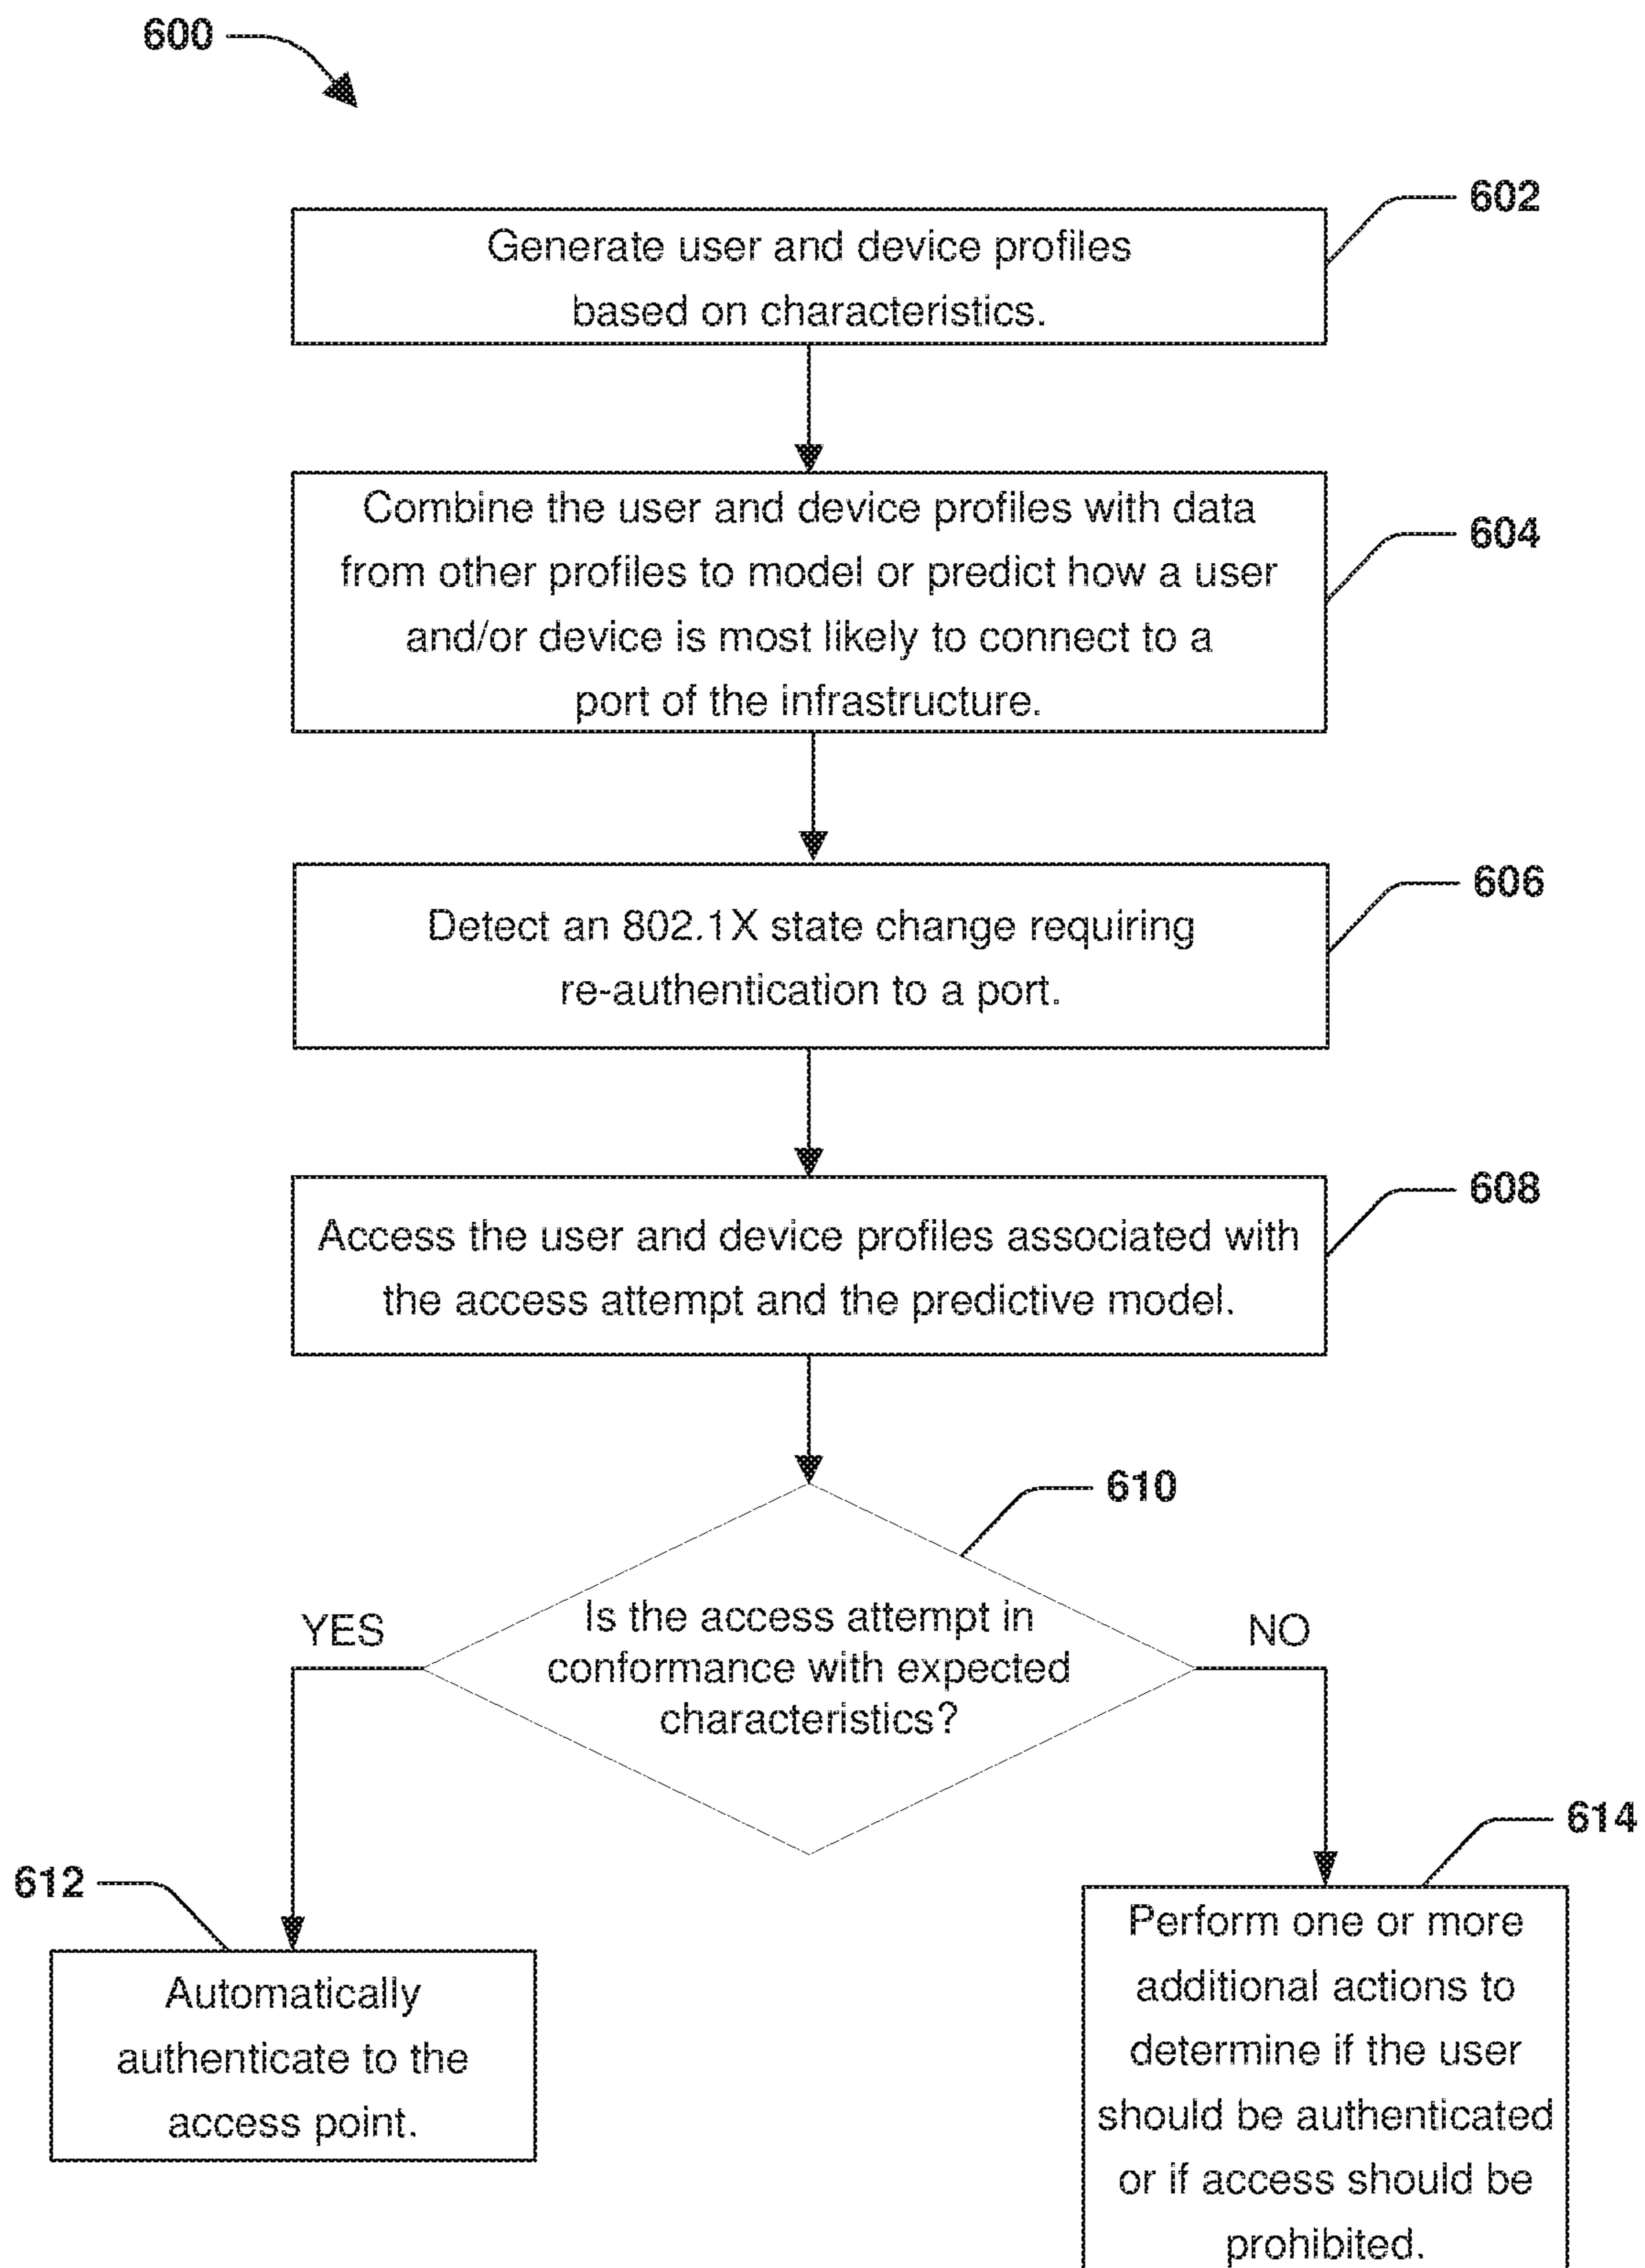 600
602
Generate user and device profiles
based on characteristics.
604
Combine the user and device profiles with data
from other profiles to model or predict how a user
and/or device is most likely to connect to a
port of the infrastructure.
606
Detect an 802.1X state change requiring
re-authentication to a port.
608
Access the user and device profiles associated with
the access attempt and the predictive model.
610
Is the access attempt in
conformance with expected
characteristics?
YES
NO
612
Automatically
authenticate to the
access point.
614
Perform one or more
additional actions to
determine if the user
should be authenticated
or if access should be
prohibited.